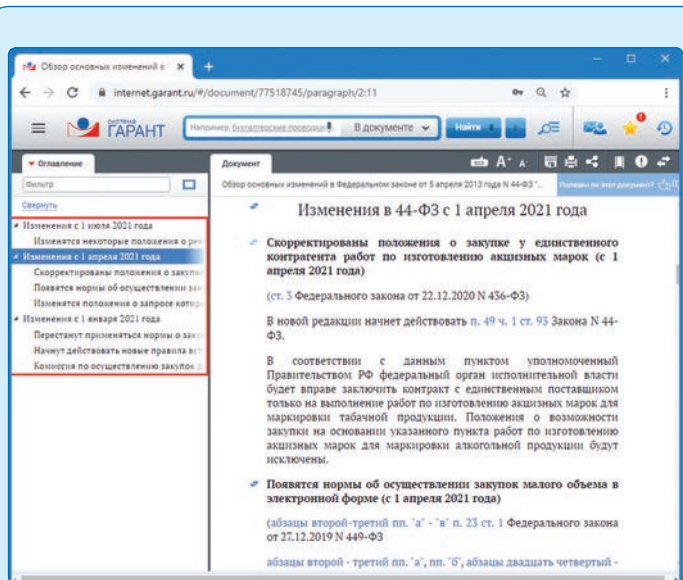 Обзор основных изменений в
internet.garant.ru/#/document/77518745/paragraph/2:11
СИСТЕМА
ГАРАНТ
Например, бухгалтерские проводки
В документе
Найти
Оглавление
Документ
Фильтр
Обзор основных изменений в Федеральном законе от 5 апреля 2013 года N 44-ФЗ "...
Полезен ли этот документ?
Свернуть
Изменения с 1 июля 2021 года
Изменятся некоторые положения о
Изменения с 1 апреля 2021 года
Скорректированы положения о закупке
Появятся нормы об осуществлении
Изменятся положения о запросе
Изменения с 1 января 2021 года
Перестанут применяться нормы о
Начнут действовать новые правила
Комиссия по осуществлению закупок
Изменения в 44-ФЗ с 1 апреля 2021 года
Скорректированы положения о закупке у единственного
контрагента работ по изготовлению акцизных марок (с 1
апреля 2021 года)
(ст. 3 Федерального закона от 22.12.2020 N 436-ФЗ)
В новой редакции начнет действовать п. 49 ч. 1 ст. 93 Закона N 44-
ФЗ.
В соответствии с данным пунктом уполномоченный
Правительством РФ федеральный орган исполнительной власти
будет вправе заключить контракт с единственным поставщиком
только на выполнение работ по изготовлению акцизных марок для
маркировки табачной продукции. Положения о возможности
закупки на основании указанного пункта работ по изготовлению
акцизных марок для маркировки алкогольной продукции будут
исключены.
Появятся нормы об осуществлении закупок малого объема в
электронной форме (с 1 апреля 2021 года)
(абзацы второй-третий пп. "а" - "в" п. 23 ст. 1 Федерального закона
от 27.12.2019 N 449-ФЗ
абзацы второй - третий пп. "а", пп. "б", абзацы двадцать четвертый -